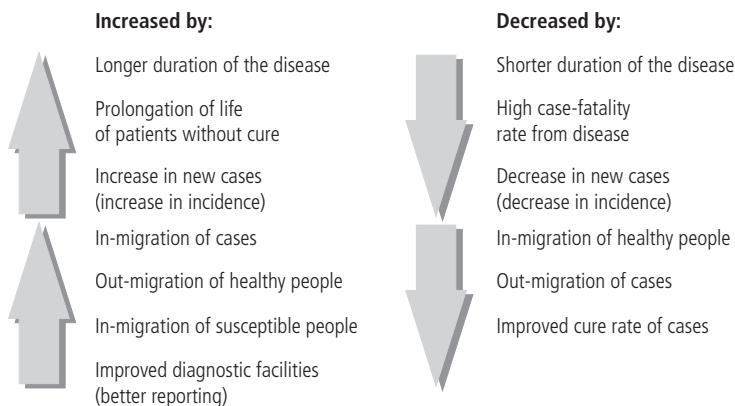 Increased by:
Longer duration of the disease
Prolongation of life
of patients without cure
Increase in new cases
(increase in incidence)
In-migration of cases
Out-migration of healthy people
In-migration of susceptible people
Improved diagnostic facilities
(better reporting)
Decreased by:
Shorter duration of the disease
High case-fatality
rate from disease
Decrease in new cases
(decrease in incidence)
In-migration of healthy people
Out-migration of cases
Improved cure rate of cases